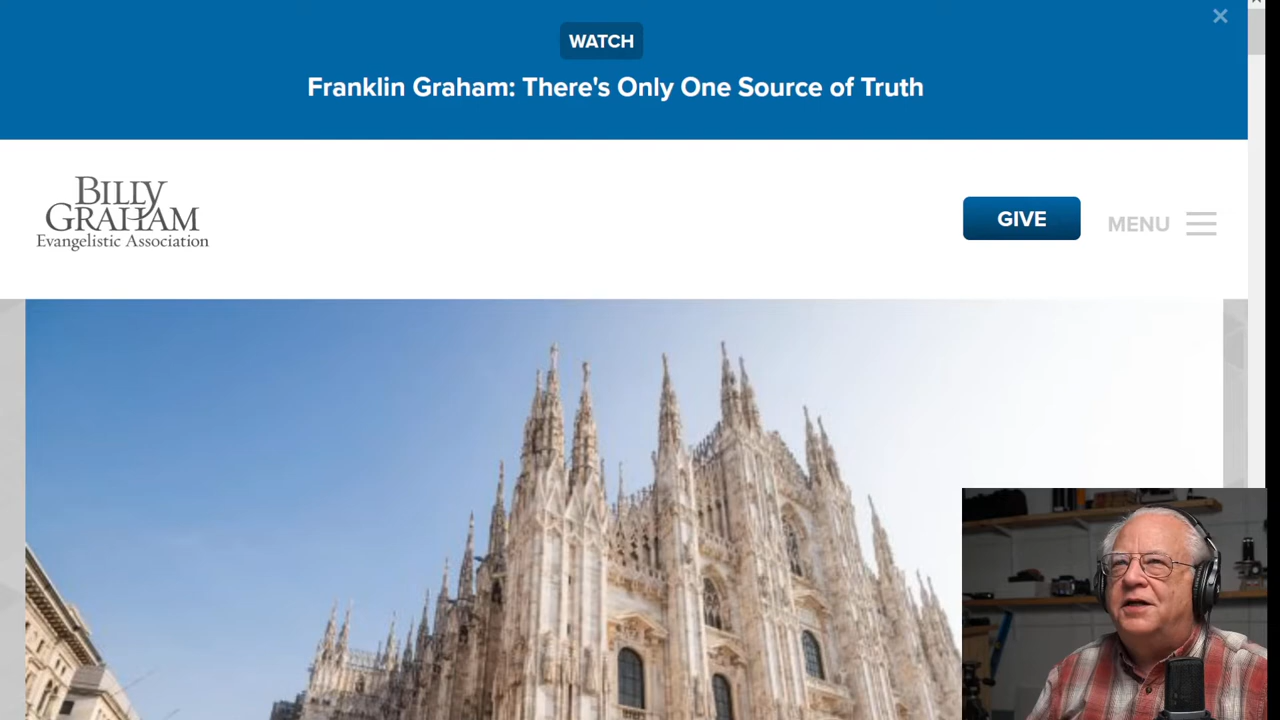 WATCH
Franklin Graham: There's Only One Source of Truth
BILLY
GRAHAM
Evangelistic Association
GIVE
MENU